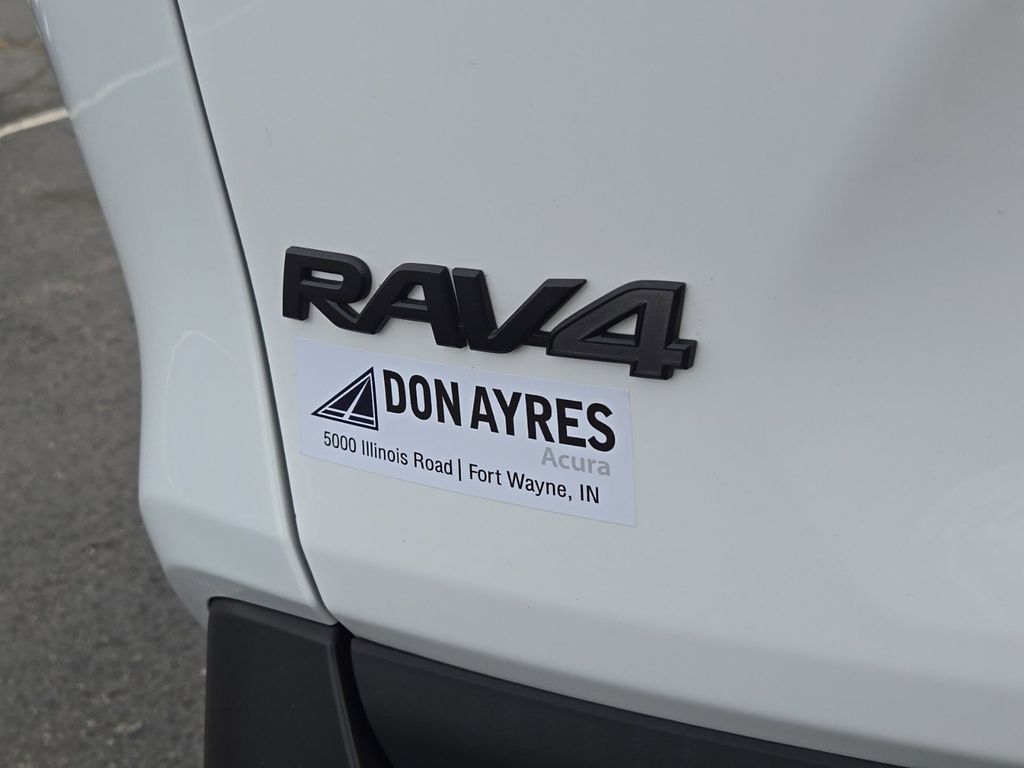 RAV4
DON AYRES
Acura
5000 Illinois Road | Fort Wayne, IN